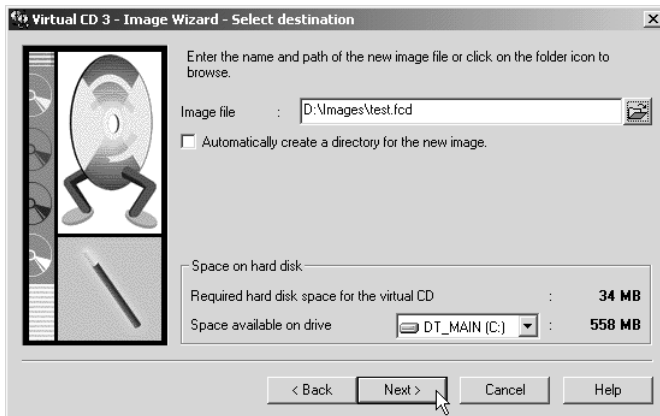 Virtual CD 3 - Image Wizard - Select destination
Enter the name and path of the new image file or click on the folder icon to
browse.
Image file : D:\Images\test.fcd
Automatically create a directory for the new image.
Space on hard disk
Required hard disk space for the virtual CD : 34 MB
Space available on drive DT_MAIN (C:) : 558 MB
< Back Next > Cancel Help